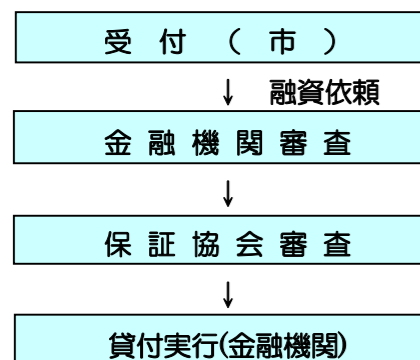 受　付　（　市　）
↓　融資依頼
金 融 機 関 審 査
↓
保 証 協 会 審 査
↓
貸付実行(金融機関)